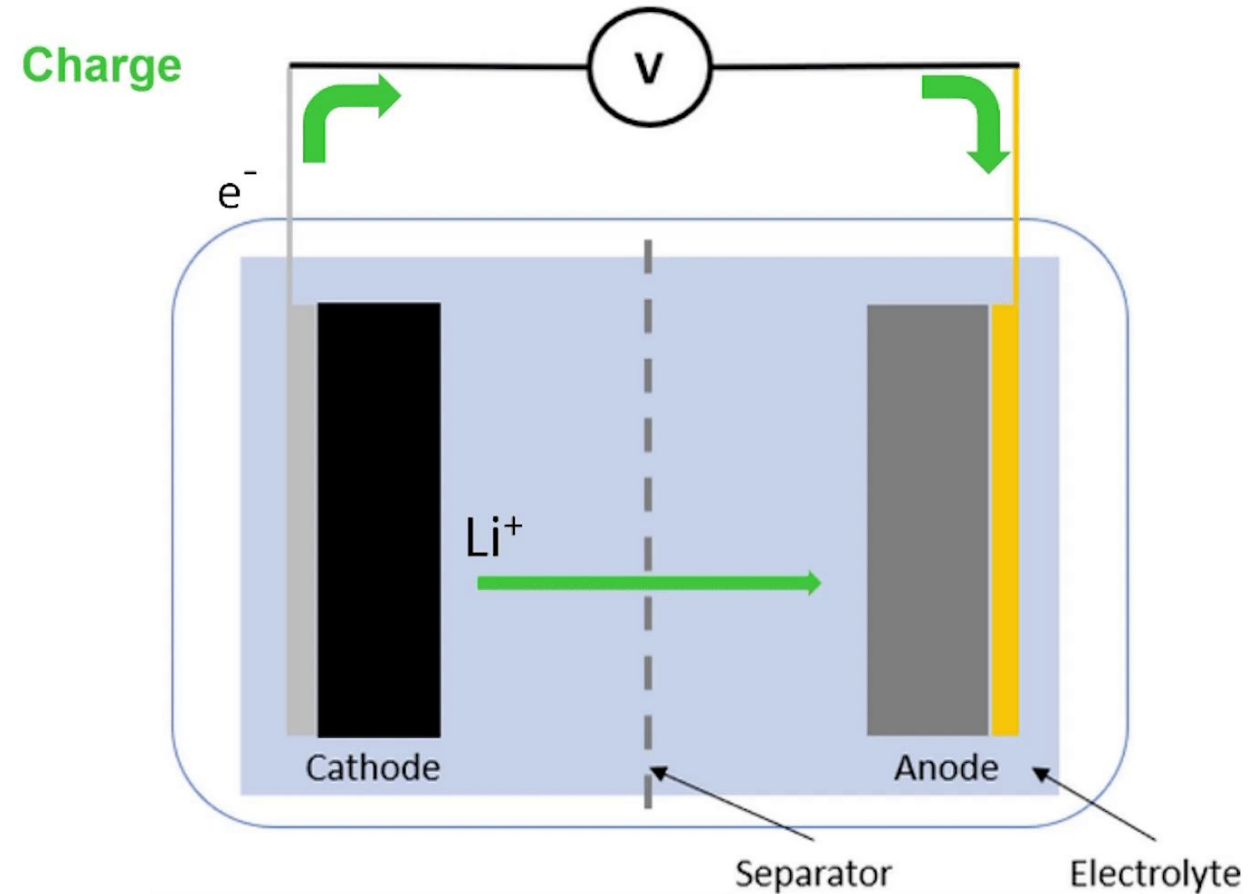 Charge
V
e⁻
Li⁺
Cathode
Anode
Separator
Electrolyte